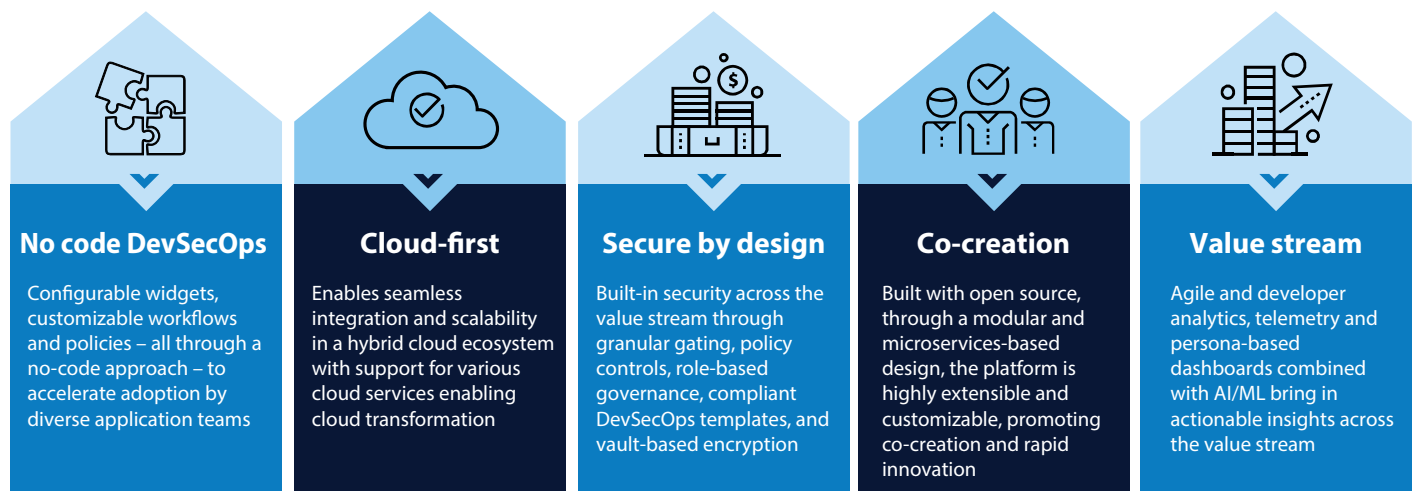 $
No code DevSecOps
Configurable widgets,
customizable workflows
and policies – all through a
no-code approach – to
accelerate adoption by
diverse application teams
Cloud-first
Enables seamless
integration and scalability
in a hybrid cloud ecosystem
with support for various
cloud services enabling
cloud transformation
Secure by design
Built-in security across the
value stream through
granular gating, policy
controls, role-based
governance, compliant
DevSecOps templates, and
vault-based encryption
Co-creation
Built with open source,
through a modular and
microservices-based
design, the platform is
highly extensible and
customizable, promoting
co-creation and rapid
innovation
Value stream
Agile and developer
analytics, telemetry and
persona-based
dashboards combined
with AI/ML bring in
actionable insights across
the value stream